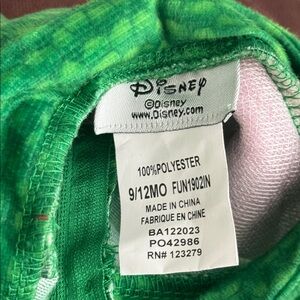 Disney
©Disney
www.Disney.com
100%POLYESTER
9/12MO FUN1902IN
MADE IN CHINA
FABRIQUE EN CHINE
BA122023
PO42986
RN# 123279